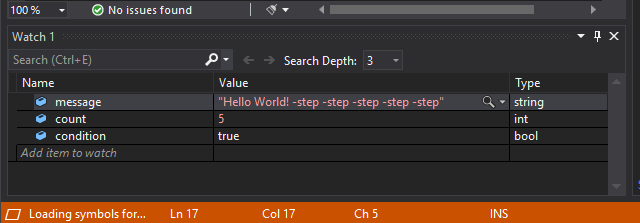 100 % No issues found
Watch 1
Search (Ctrl+E) Search Depth: 3
Name Value Type
message "Hello World! -step -step -step -step -step" string
count 5 int
condition true bool
Add item to watch
Loading symbols for... Ln 17 Col 17 Ch 5 INS